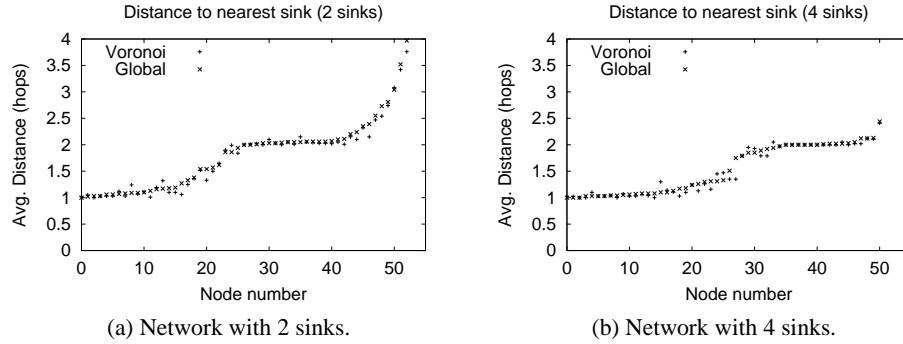 Distance to nearest sink (2 sinks)
4
3.5
3
2.5
2
1.5
1
0.5
0
Avg. Distance (hops)
Voronoi
Global
0 10 20 30 40 50
Node number
(a) Network with 2 sinks.
Distance to nearest sink (4 sinks)
4
3.5
3
2.5
2
1.5
1
0.5
0
Avg. Distance (hops)
Voronoi
Global
0 10 20 30 40 50
Node number
(b) Network with 4 sinks.